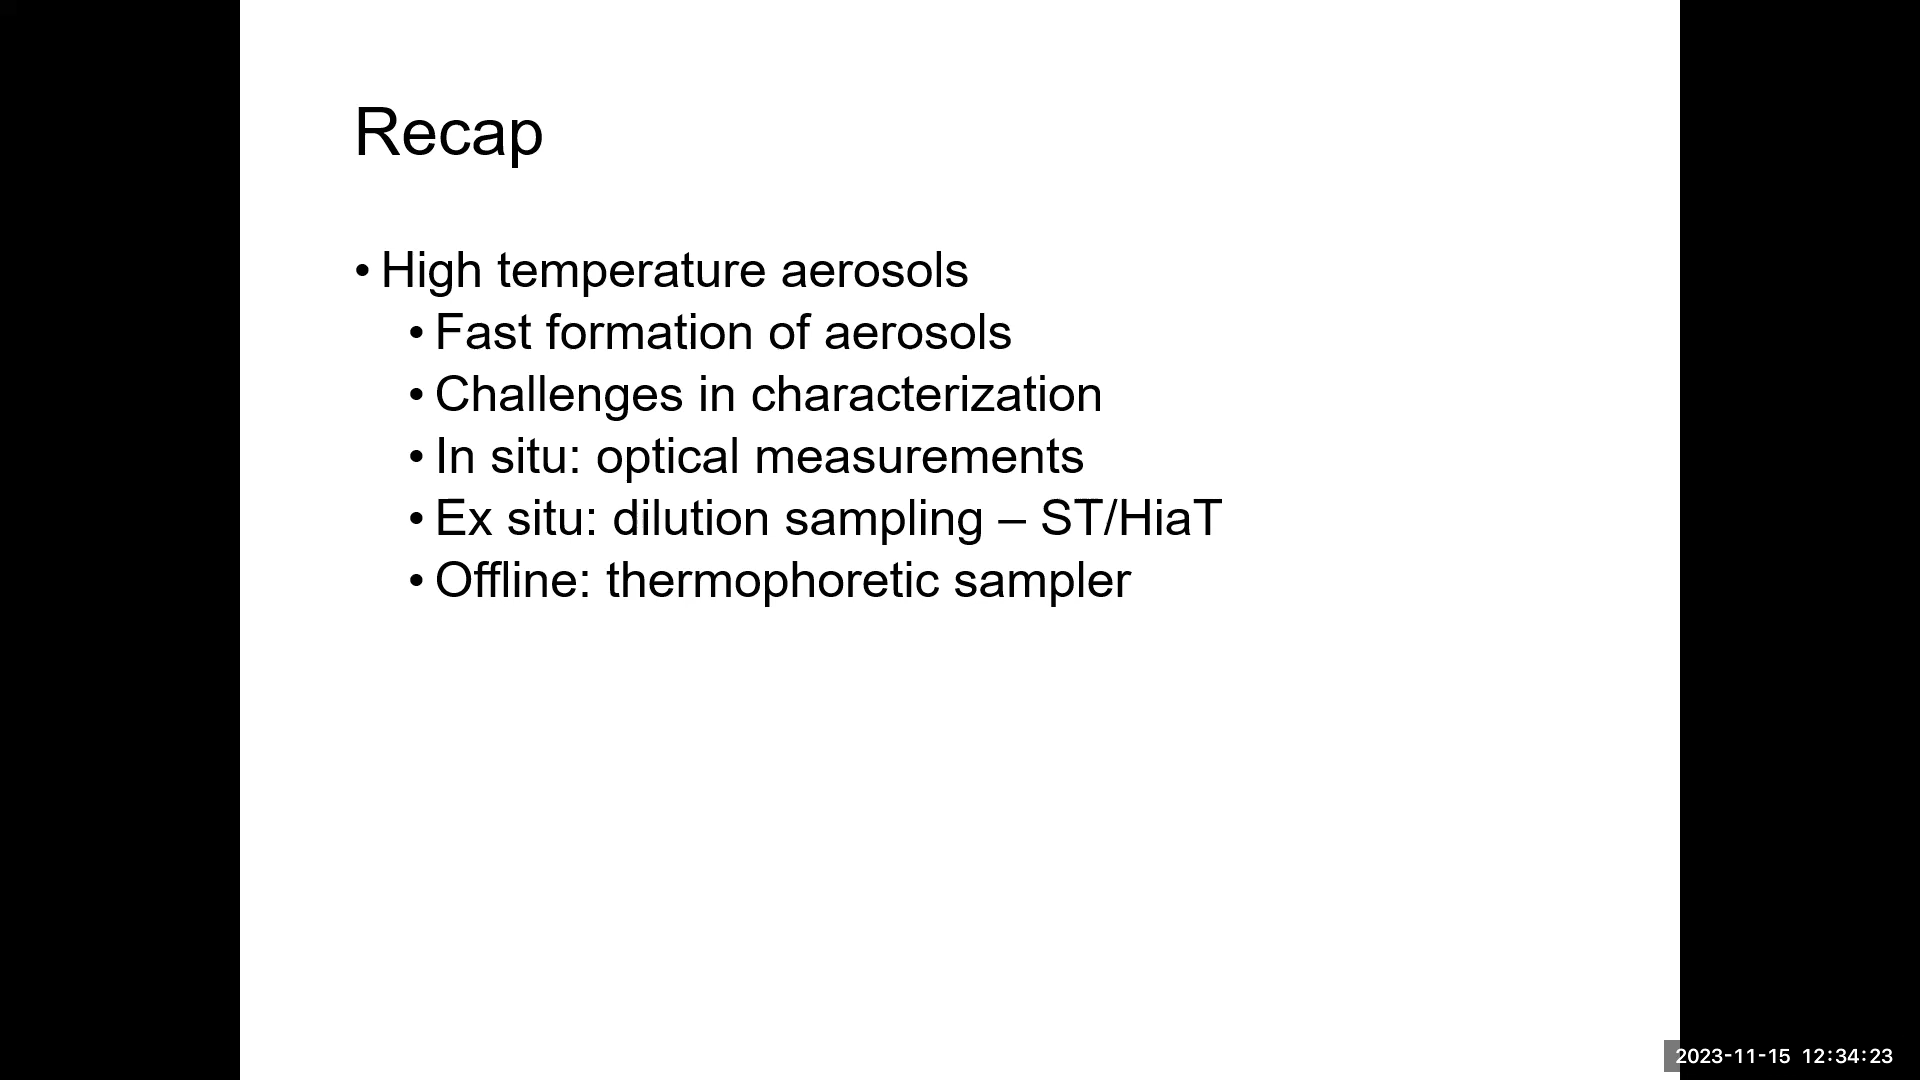 Recap
• High temperature aerosols
• Fast formation of aerosols
• Challenges in characterization
• In situ: optical measurements
• Ex situ: dilution sampling – ST/HiaT
• Offline: thermophoretic sampler
2023-11-15 12:34:23